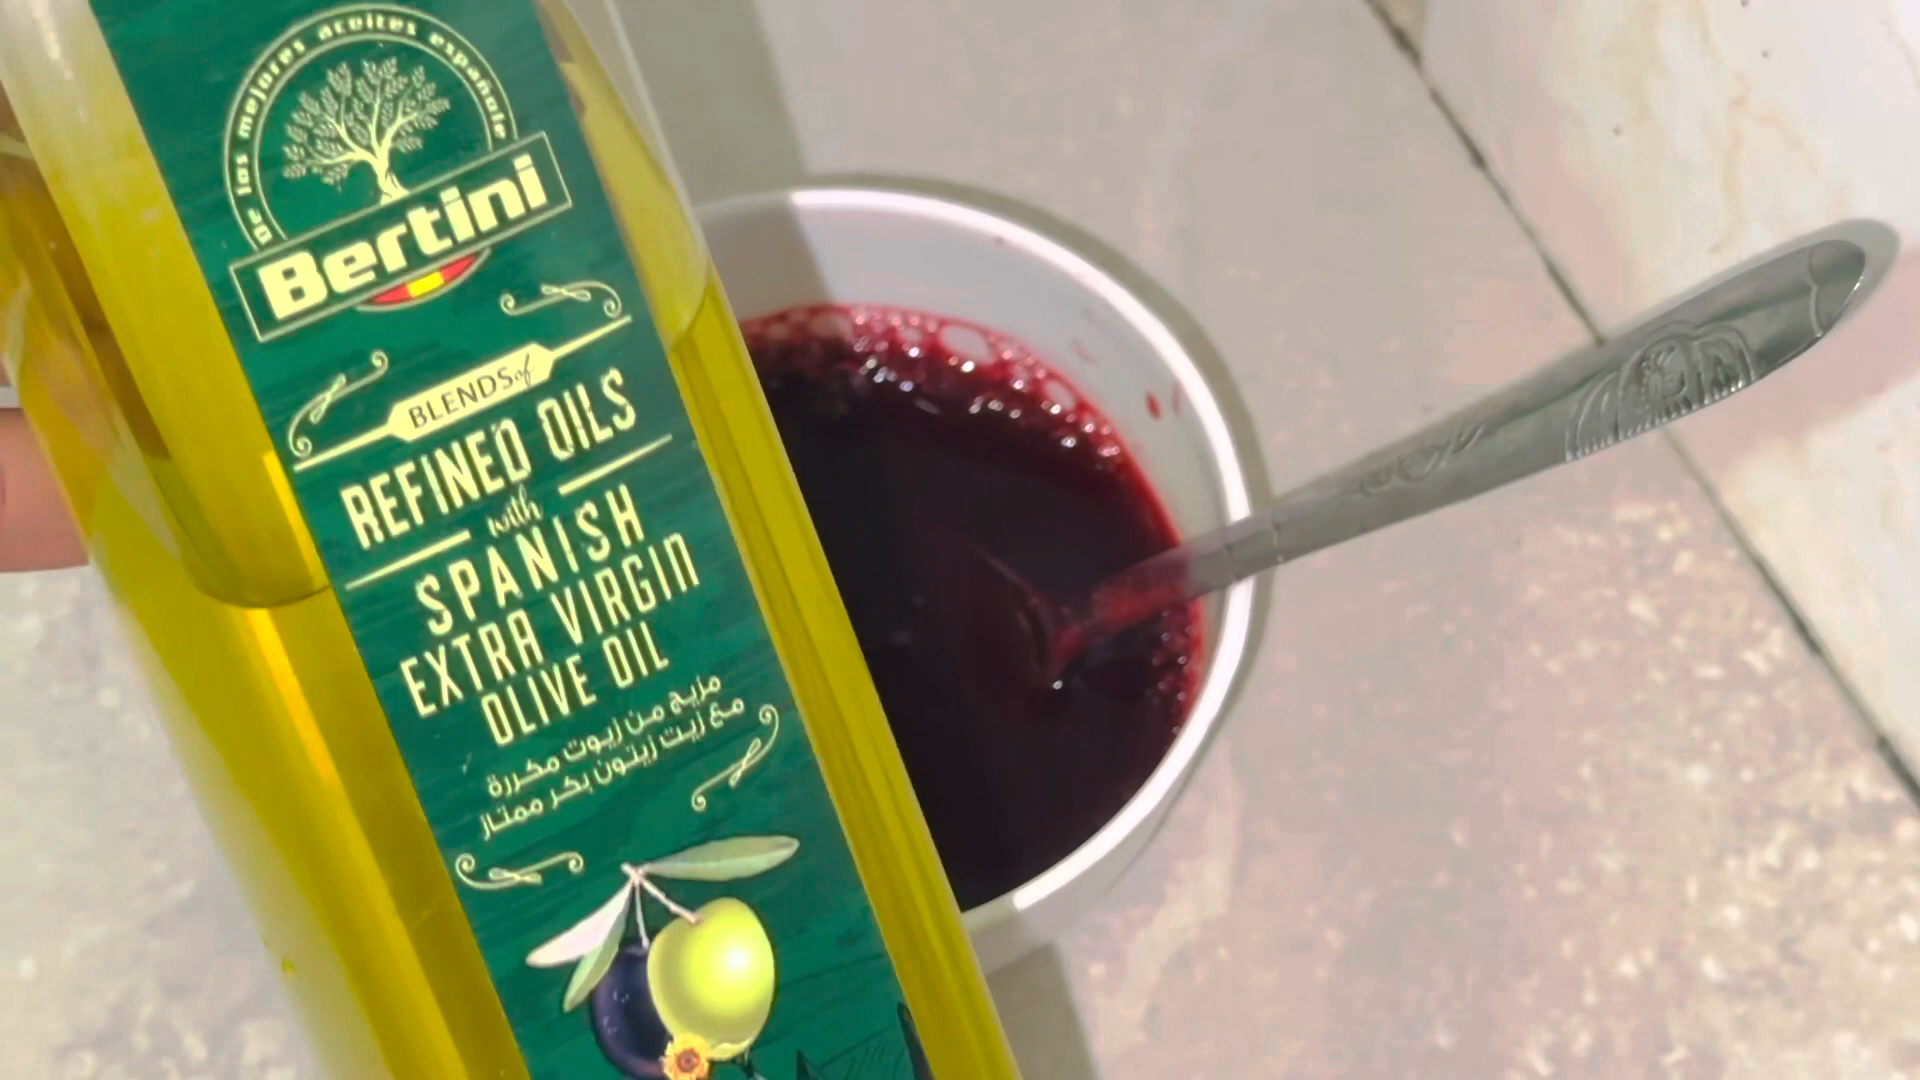 De los mejores aceites españole
Bertini
BLENDS of
REFINED OILS
with
SPANISH
EXTRA VIRGIN
OLIVE OIL
مزيج من زيوت مكررة
مع زيت زيتون بكر ممتاز